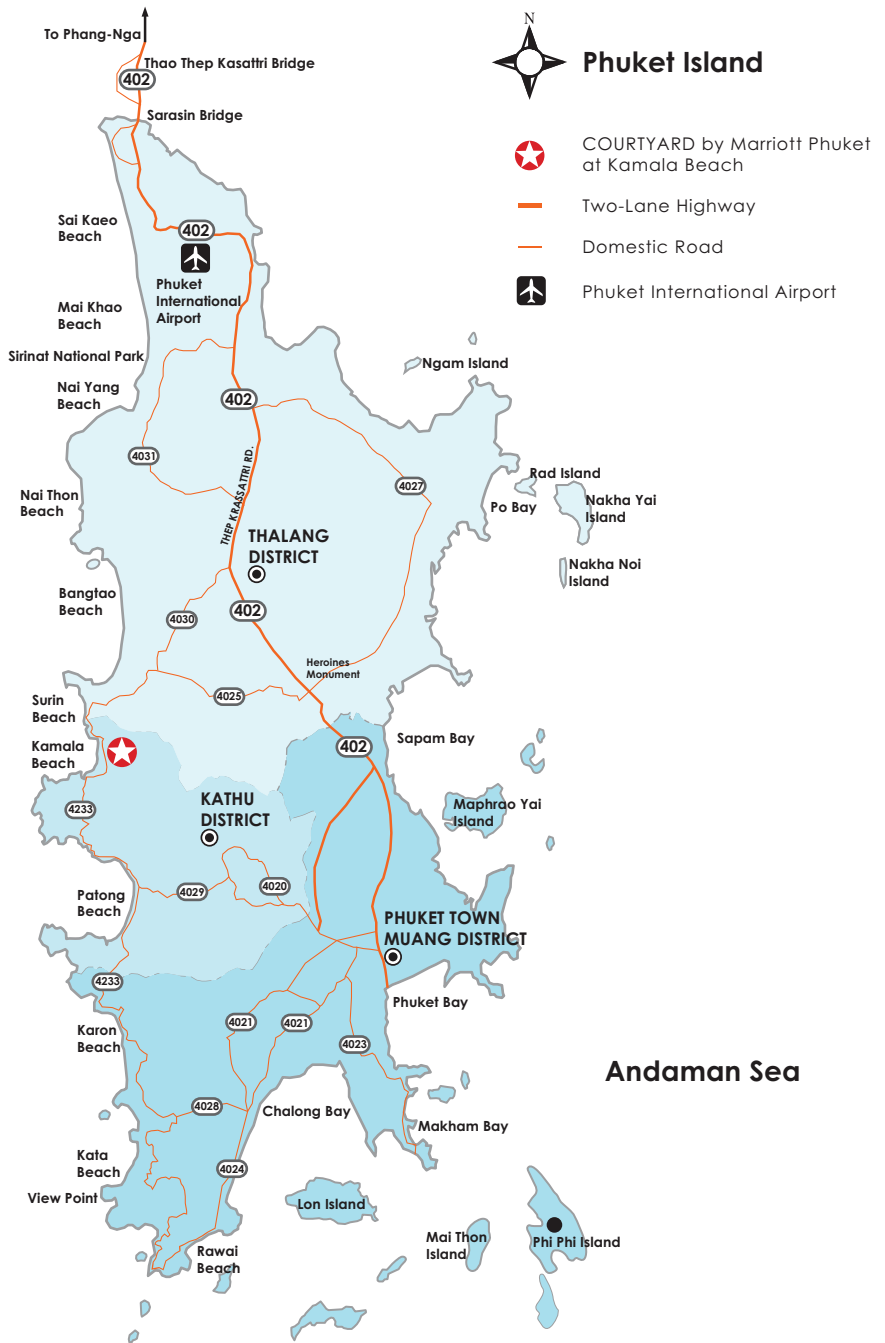 To Phang-Nga
Thao Thep Kasattri Bridge
402
Sarasin Bridge
N
Phuket Island
COURTYARD by Marriott Phuket
at Kamala Beach
Two-Lane Highway
Domestic Road
Phuket International Airport
Sai Kaeo
Beach
402
Phuket
International
Airport
Mai Khao
Beach
Sirinat National Park
Nai Yang
Beach
Ngam Island
402
4031
THEP KRASSATTRI RD.
4027
Nai Thon
Beach
Rad Island
Po Bay
Nakha Yai
Island
THALANG
DISTRICT
Nakha Noi
Island
Bangtao
Beach
4030
402
Heroines
Monument
4025
Surin
Beach
Kamala
Beach
402
Sapam Bay
4233
KATHU
DISTRICT
Maphrao Yai
Island
Patong
Beach
4029
4020
PHUKET TOWN
MUANG DISTRICT
4233
Phuket Bay
Karon
Beach
4021
4021
4023
Andaman Sea
4028
Chalong Bay
Makham Bay
Kata
Beach
4024
View Point
Lon Island
Mai Thon
Island
Phi Phi Island
Rawai
Beach